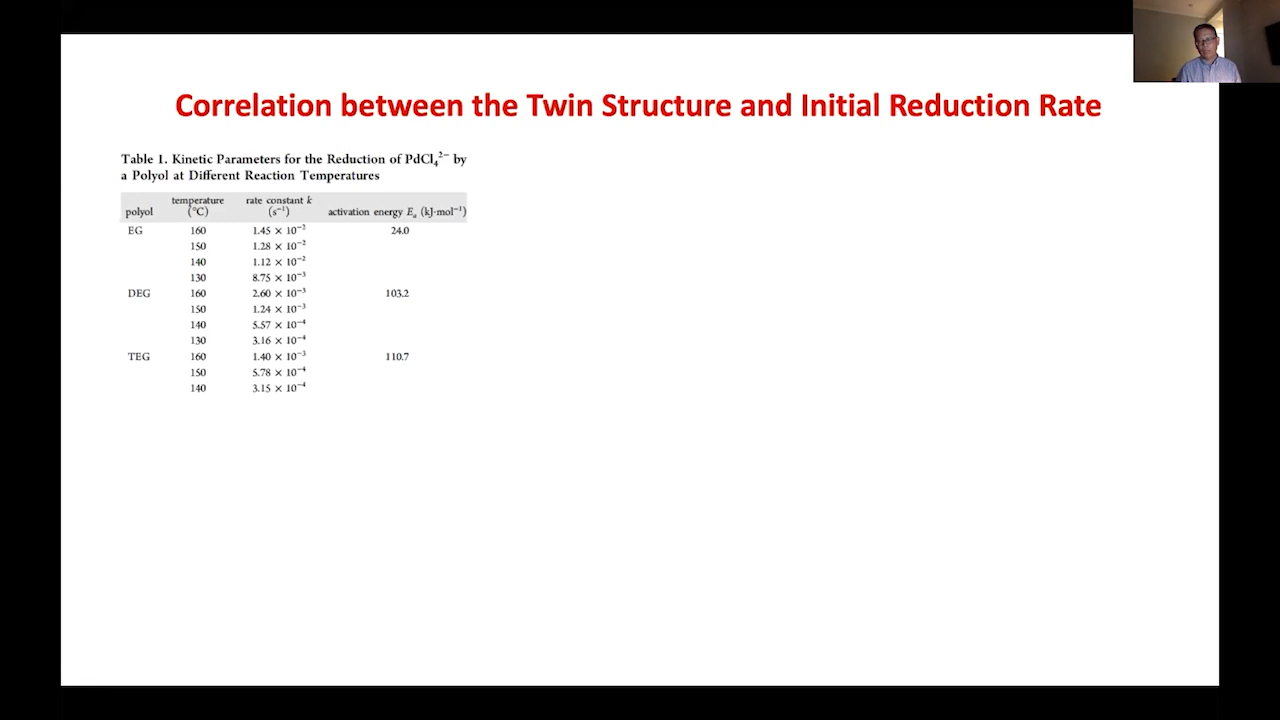 Correlation between the Twin Structure and Initial Reduction Rate
Table 1. Kinetic Parameters for the Reduction of PdCl₄²⁻ by
a Polyol at Different Reaction Temperatures
polyol temperature (°C) rate constant k (s⁻¹) activation energy Eₐ (kJ·mol⁻¹)
EG 160 1.45 × 10⁻² 24.0
150 1.28 × 10⁻²
140 1.12 × 10⁻²
130 8.75 × 10⁻³
DEG 160 2.60 × 10⁻³ 103.2
150 1.24 × 10⁻³
140 5.57 × 10⁻⁴
130 3.16 × 10⁻⁴
TEG 160 1.40 × 10⁻³ 110.7
150 5.78 × 10⁻⁴
140 3.15 × 10⁻⁴